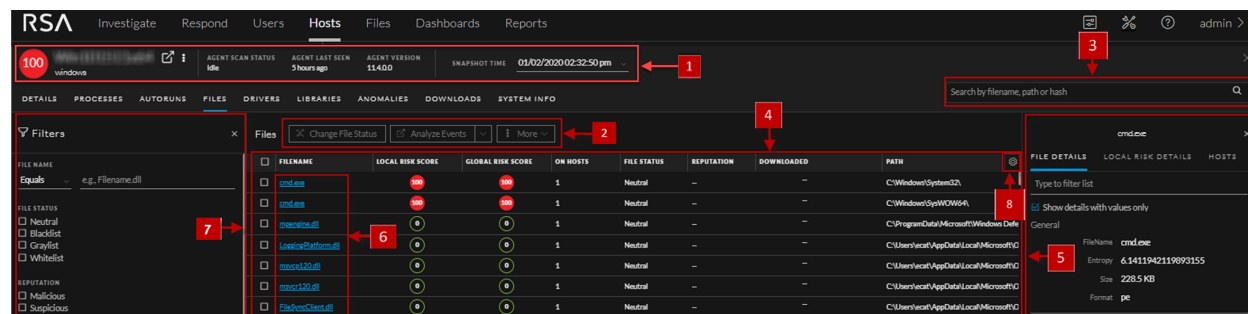 RSA Investigate Respond Users Hosts Files Dashboards Reports admin >
100 AGENT SCAN STATUS AGENT LAST SEEN AGENT VERSION SNAPSHOT TIME 01/02/2020 02:32:50 pm 1 3
windows Idle 5 hours ago 11.4.0.0
DETAILS PROCESSES AUTORUNS FILES DRIVERS LIBRARIES ANOMALIES DOWNLOADS SYSTEM INFO Search by filename, path or hash
4
Filters × Files Change File Status Analyze Events More 2 cmd.exe ×
FILE NAME FILENAME LOCAL RISK SCORE GLOBAL RISK SCORE ON HOSTS FILE STATUS REPUTATION DOWNLOADED PATH FILE DETAILS LOCAL RISK DETAILS HOSTS
Equals e.g., Filename.dll cmd.exe 100 100 1 Neutral -- -- C:\Windows\System32\ Type to filter list
FILE STATUS cmd.exe 100 100 1 Neutral -- -- C:\Windows\SysWOW64\ 8 Show details with values only
Neutral mpengine.dll 0 0 1 Neutral -- -- C:\ProgramData\Microsoft\Windows Defe General
Blacklist 7 6
Graylist LoggingPlatform.dll 0 0 1 Neutral -- -- C:\Users\ecat\AppData\Local\Microsoft\O FileName cmd.exe
Whitelist msvcp120.dll 0 0 1 Neutral -- -- C:\Users\ecat\AppData\Local\Microsoft\O 5 Entropy 6.1411942119893155
REPUTATION msvcr120.dll 0 0 1 Neutral -- -- C:\Users\ecat\AppData\Local\Microsoft\O Size 228.5 KB
Malicious Format pe
Suspicious FileSyncClient.dll 0 0 1 Neutral -- -- C:\Users\ecat\AppData\Local\Microsoft\O